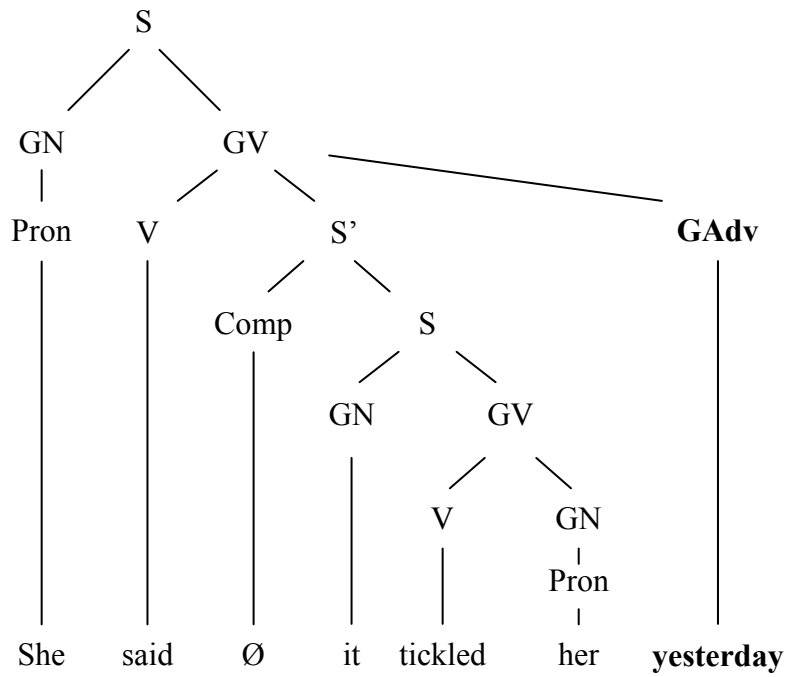 S
GN GV
Pron V S’ GAdv
Comp S
GN GV
V GN
Pron
She said Ø it tickled her yesterday